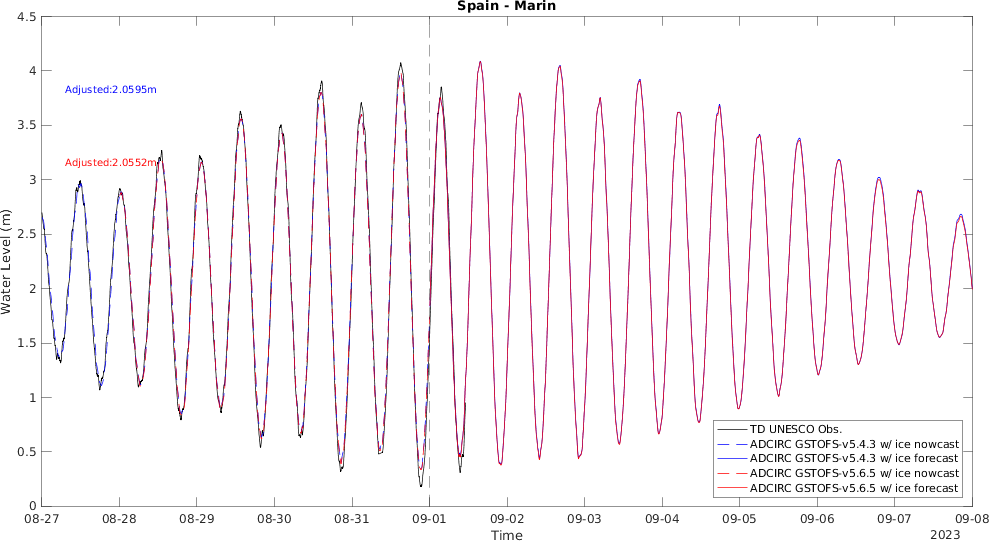 Spain - Marin
4.5
4
3.5
3
2.5
2
1.5
1
0.5
0
Water Level (m)
Adjusted:2.0595m
Adjusted:2.0552m
TD UNESCO Obs.
ADCIRC GSTOFS-v5.4.3 w/ ice nowcast
ADCIRC GSTOFS-v5.4.3 w/ ice forecast
ADCIRC GSTOFS-v5.6.5 w/ ice nowcast
ADCIRC GSTOFS-v5.6.5 w/ ice forecast
08-27 08-28 08-29 08-30 08-31 09-01 09-02 09-03 09-04 09-05 09-06 09-07 09-08
Time
2023